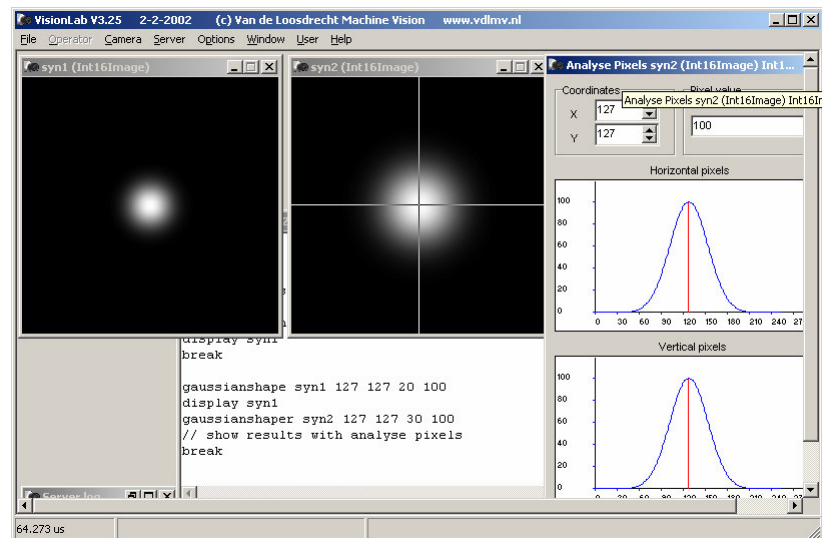 VisionLab V3.25 2-2-2002 (c) Van de Loosdrecht Machine Vision www.vdlmv.nl
File Operator Camera Server Options Window User Help
syn1 (Int16Image)
syn2 (Int16Image)
Analyse Pixels syn2 (Int16Image) Int1...
Coordinates
Analyse Pixels syn2 (Int16Image) Int16I
X 127
Y 127
100
Horizontal pixels
100
80
60
40
20
0
0 30 60 90 120 150 180 210 240 27
Vertical pixels
100
80
60
40
20
0
display syn1
break
gaussianshape syn1 127 127 20 100
display syn1
gaussianshaper syn2 127 127 30 100
// show results with analyse pixels
break
Server log
64.273 us